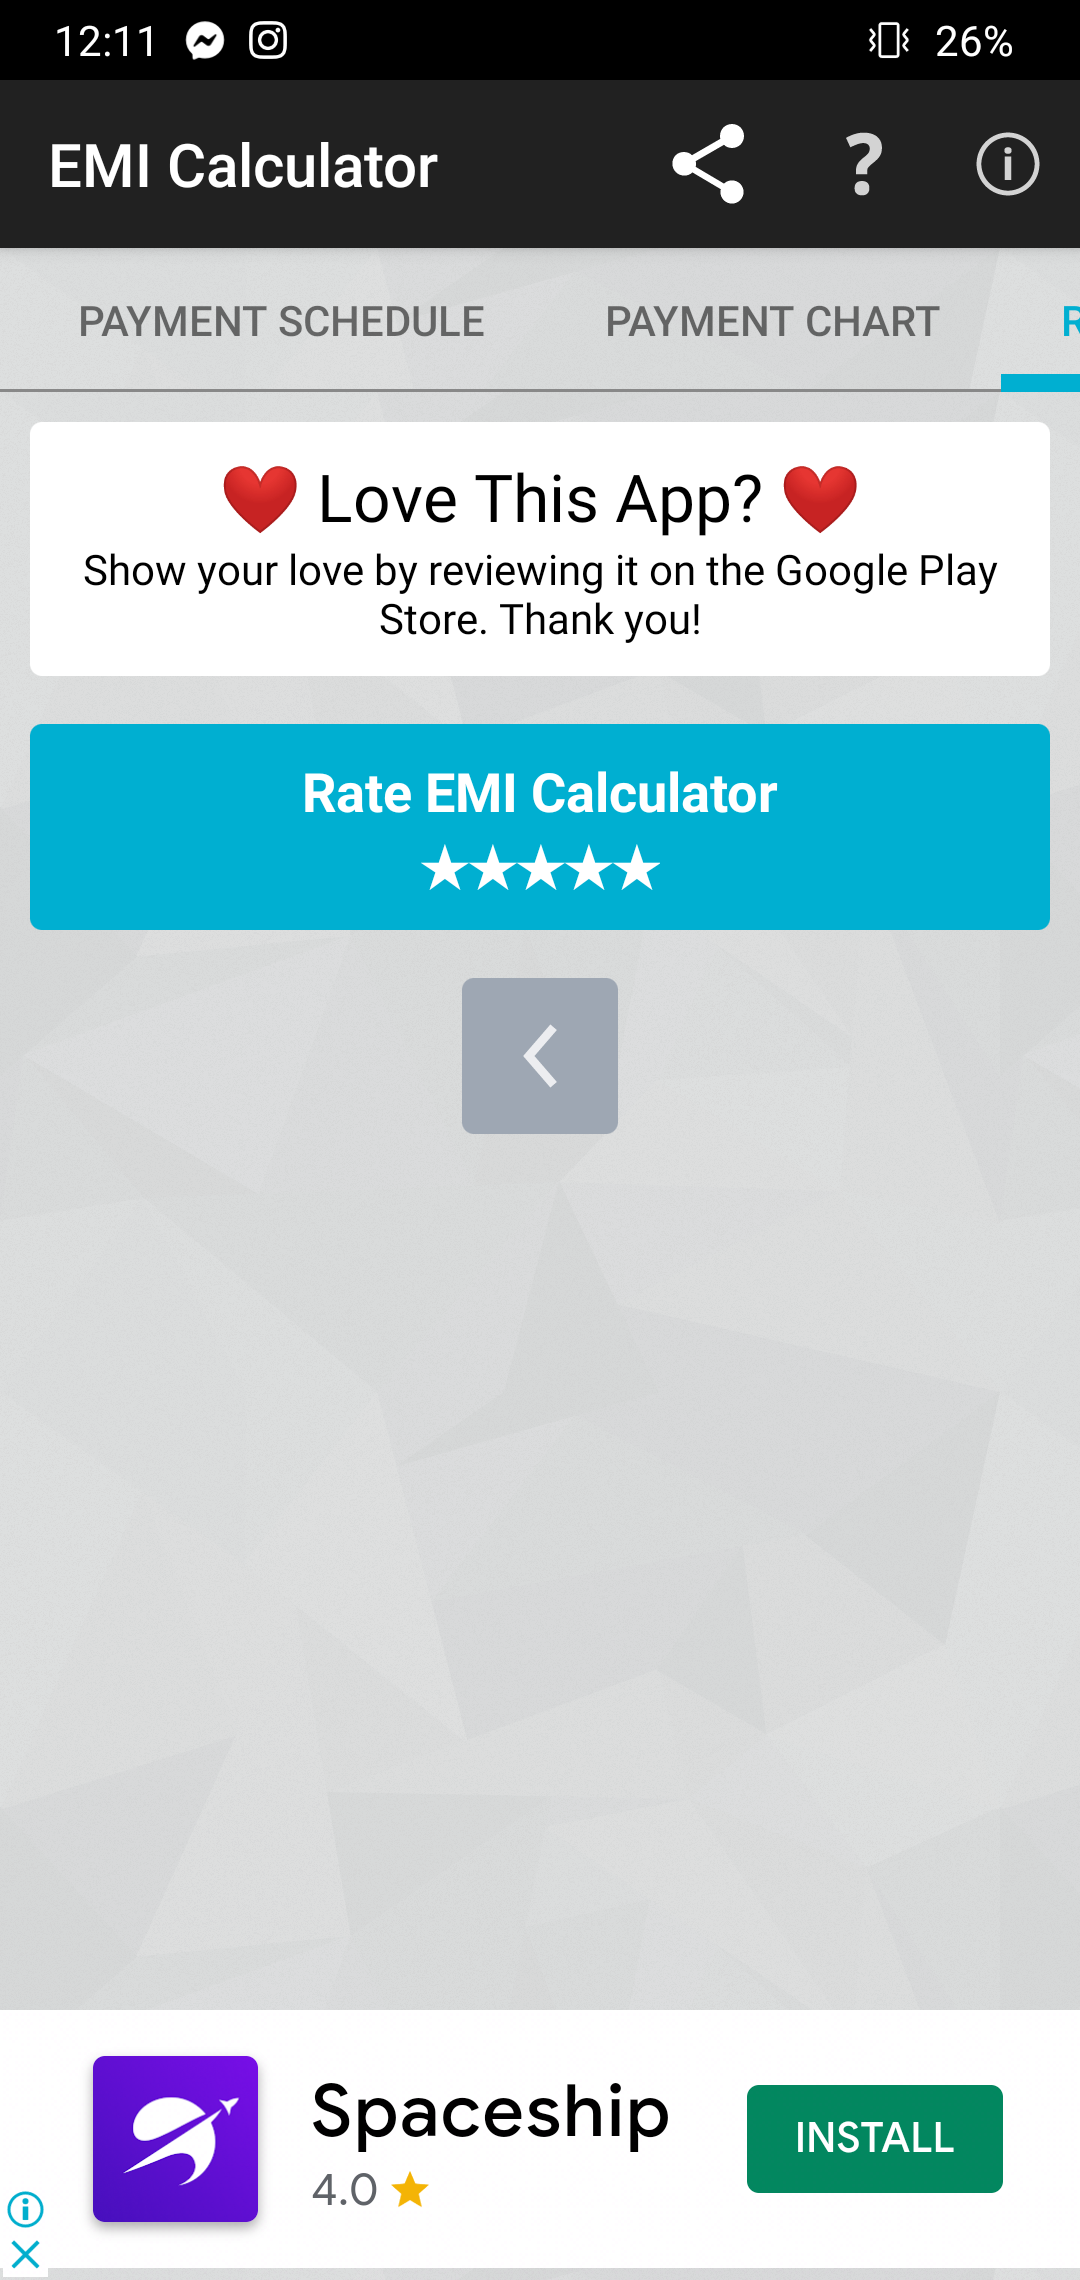 12:11
26%
EMI Calculator
?
PAYMENT SCHEDULE
PAYMENT CHART
R
Love This App?
Show your love by reviewing it on the Google Play
Store. Thank you!
Rate EMI Calculator
★★★★★
Spaceship
4.0 ★
INSTALL